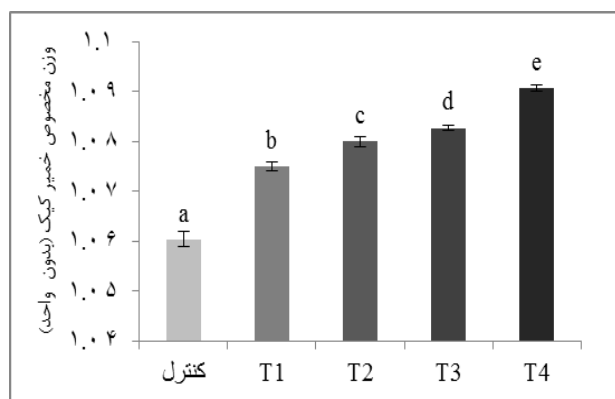 وزن مخصوص خمیر کیک (بدون واحد)
۱.۱
۱.۰۹
۱.۰۸
۱.۰۷
۱.۰۶
۱.۰۵
۱.۰۴
a
b
c
d
e
کنترل T1 T2 T3 T4